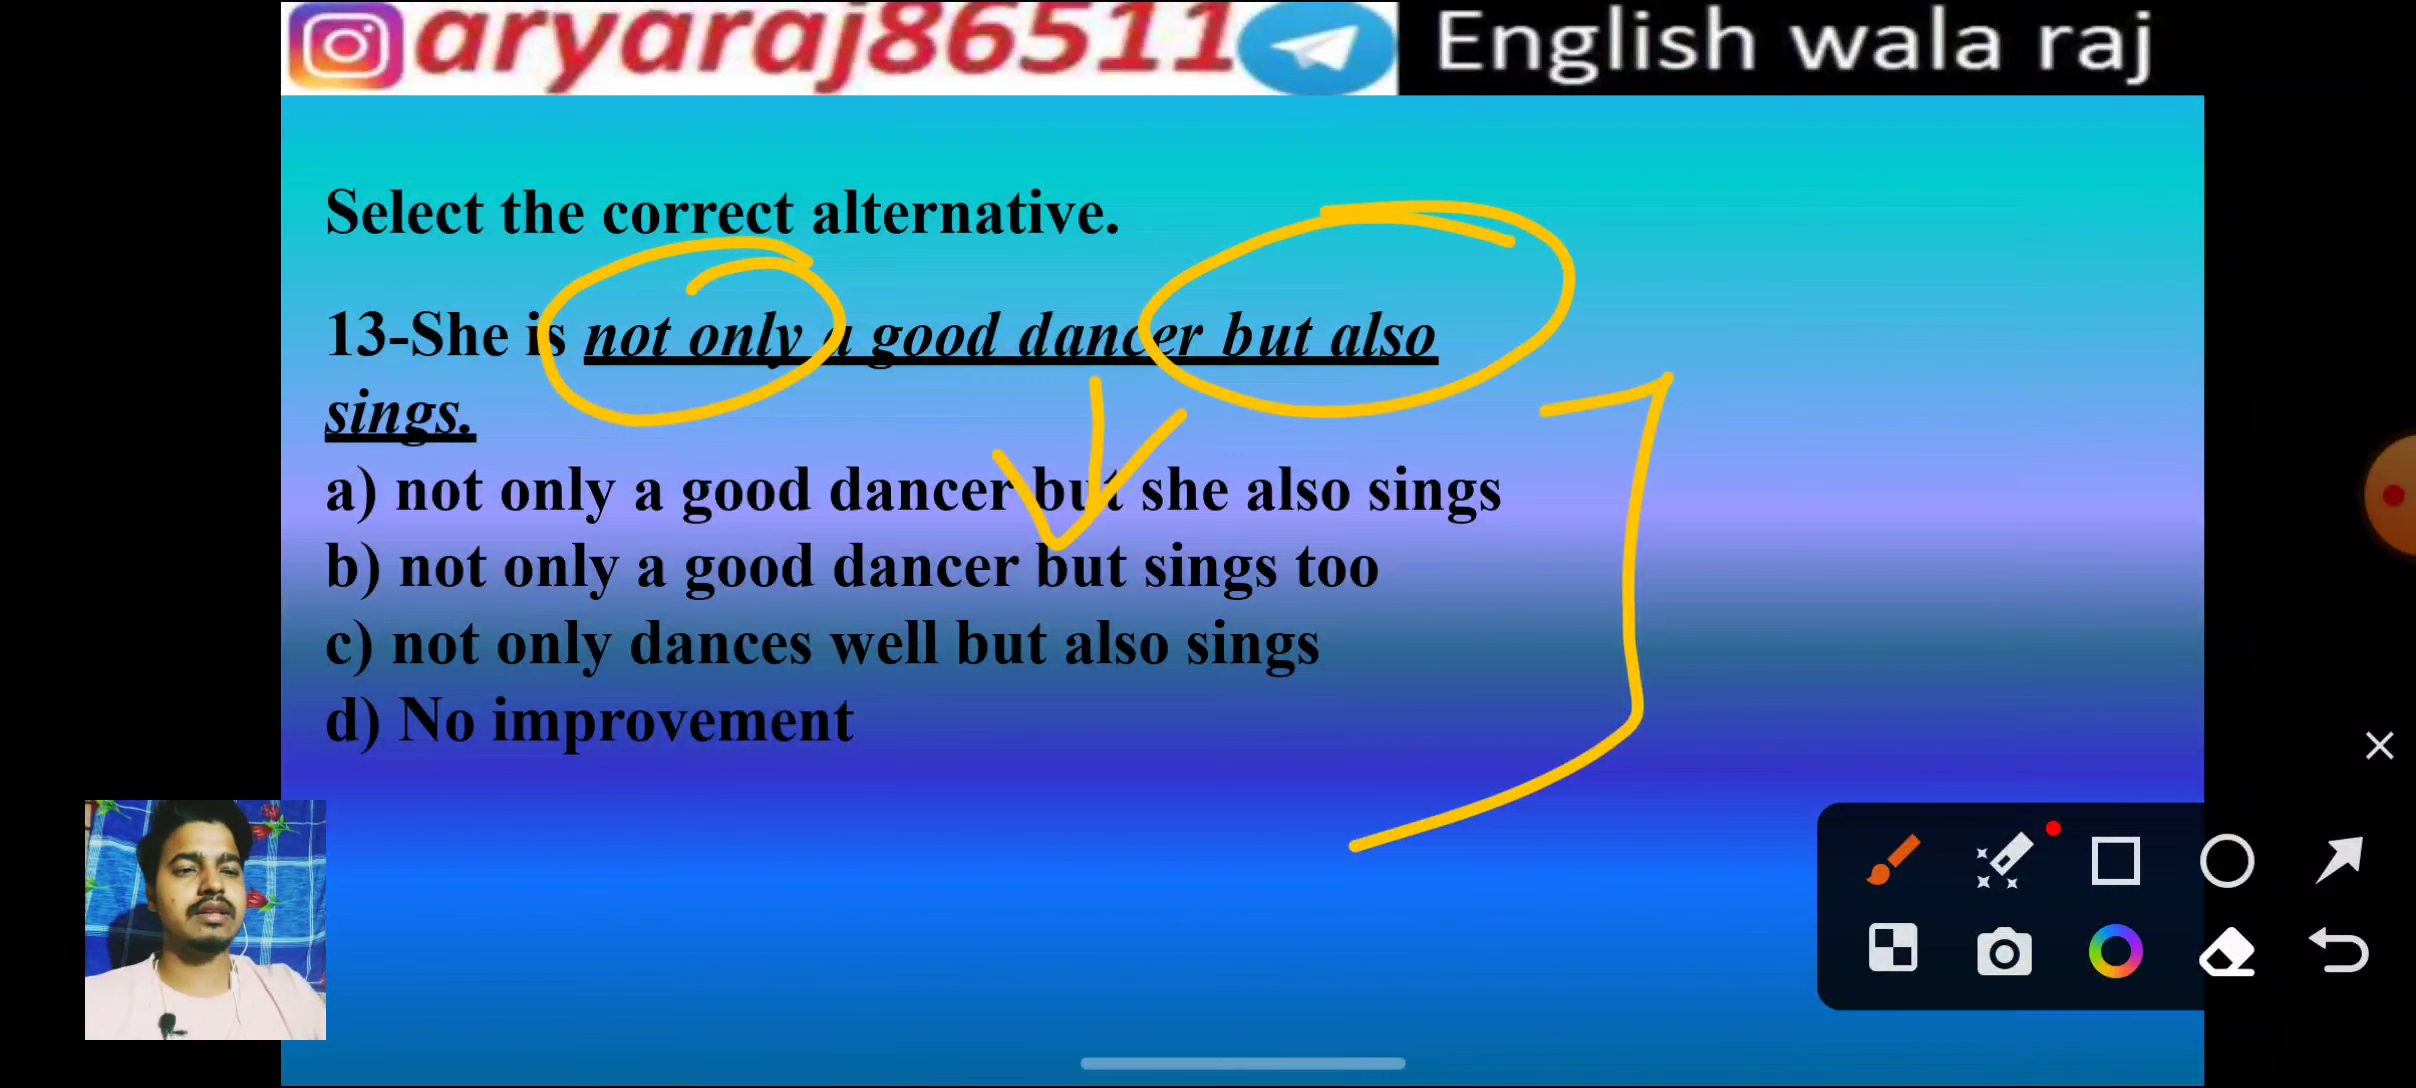 aryaraj86511 English wala raj
Select the correct alternative.
13-She is not only a good dancer but also
sings.
a) not only a good dancer but she also sings
b) not only a good dancer but sings too
c) not only dances well but also sings
d) No improvement